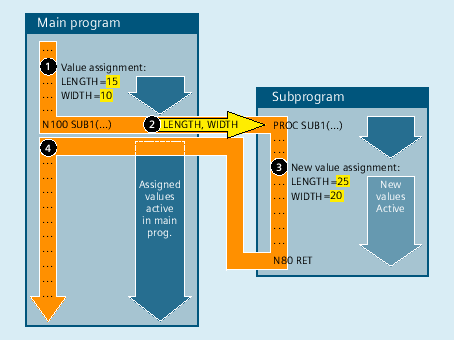 Main program
...
1 Value assignment:
LENGTH=15
WIDTH=10
...
...
N100 SUB1(...)
2 LENGTH, WIDTH
4
...
...
...
...
...
...
...
...
...
Assigned
values
active
in main
prog.
Subprogram
PROC SUB1(...)
...
...
3 New value assignment:
LENGTH=25
WIDTH=20
...
...
...
...
...
N80 RET
New
values
Active